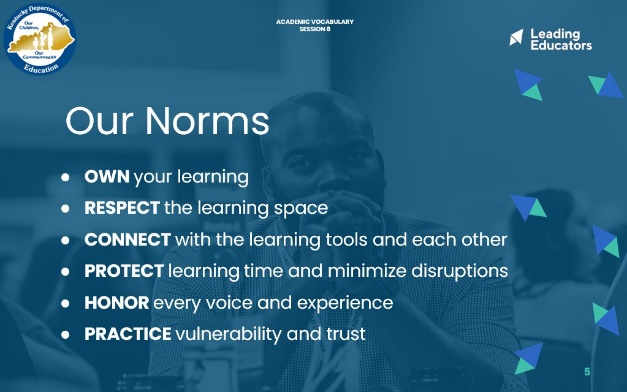 Kentucky Department of
Our
Children,
Our
Commonwealth
Education
ACADEMIC VOCABULARY
SESSION 8
Leading
Educators
Our Norms
• OWN your learning
• RESPECT the learning space
• CONNECT with the learning tools and each other
• PROTECT learning time and minimize disruptions
• HONOR every voice and experience
• PRACTICE vulnerability and trust
5